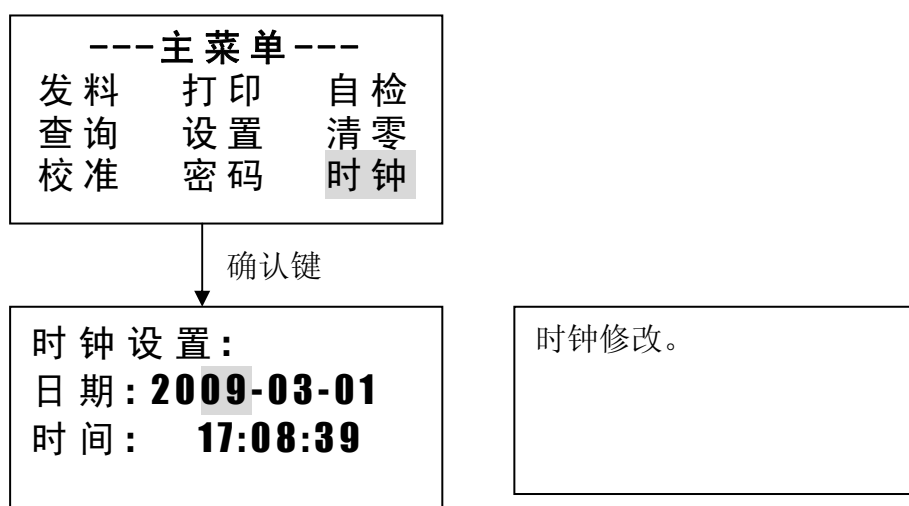 ---主菜单---
发料 打印 自检
查询 设置 清零
校准 密码 时钟
确认键
时钟设置:
日期:2009-03-01
时间: 17:08:39
时钟修改。